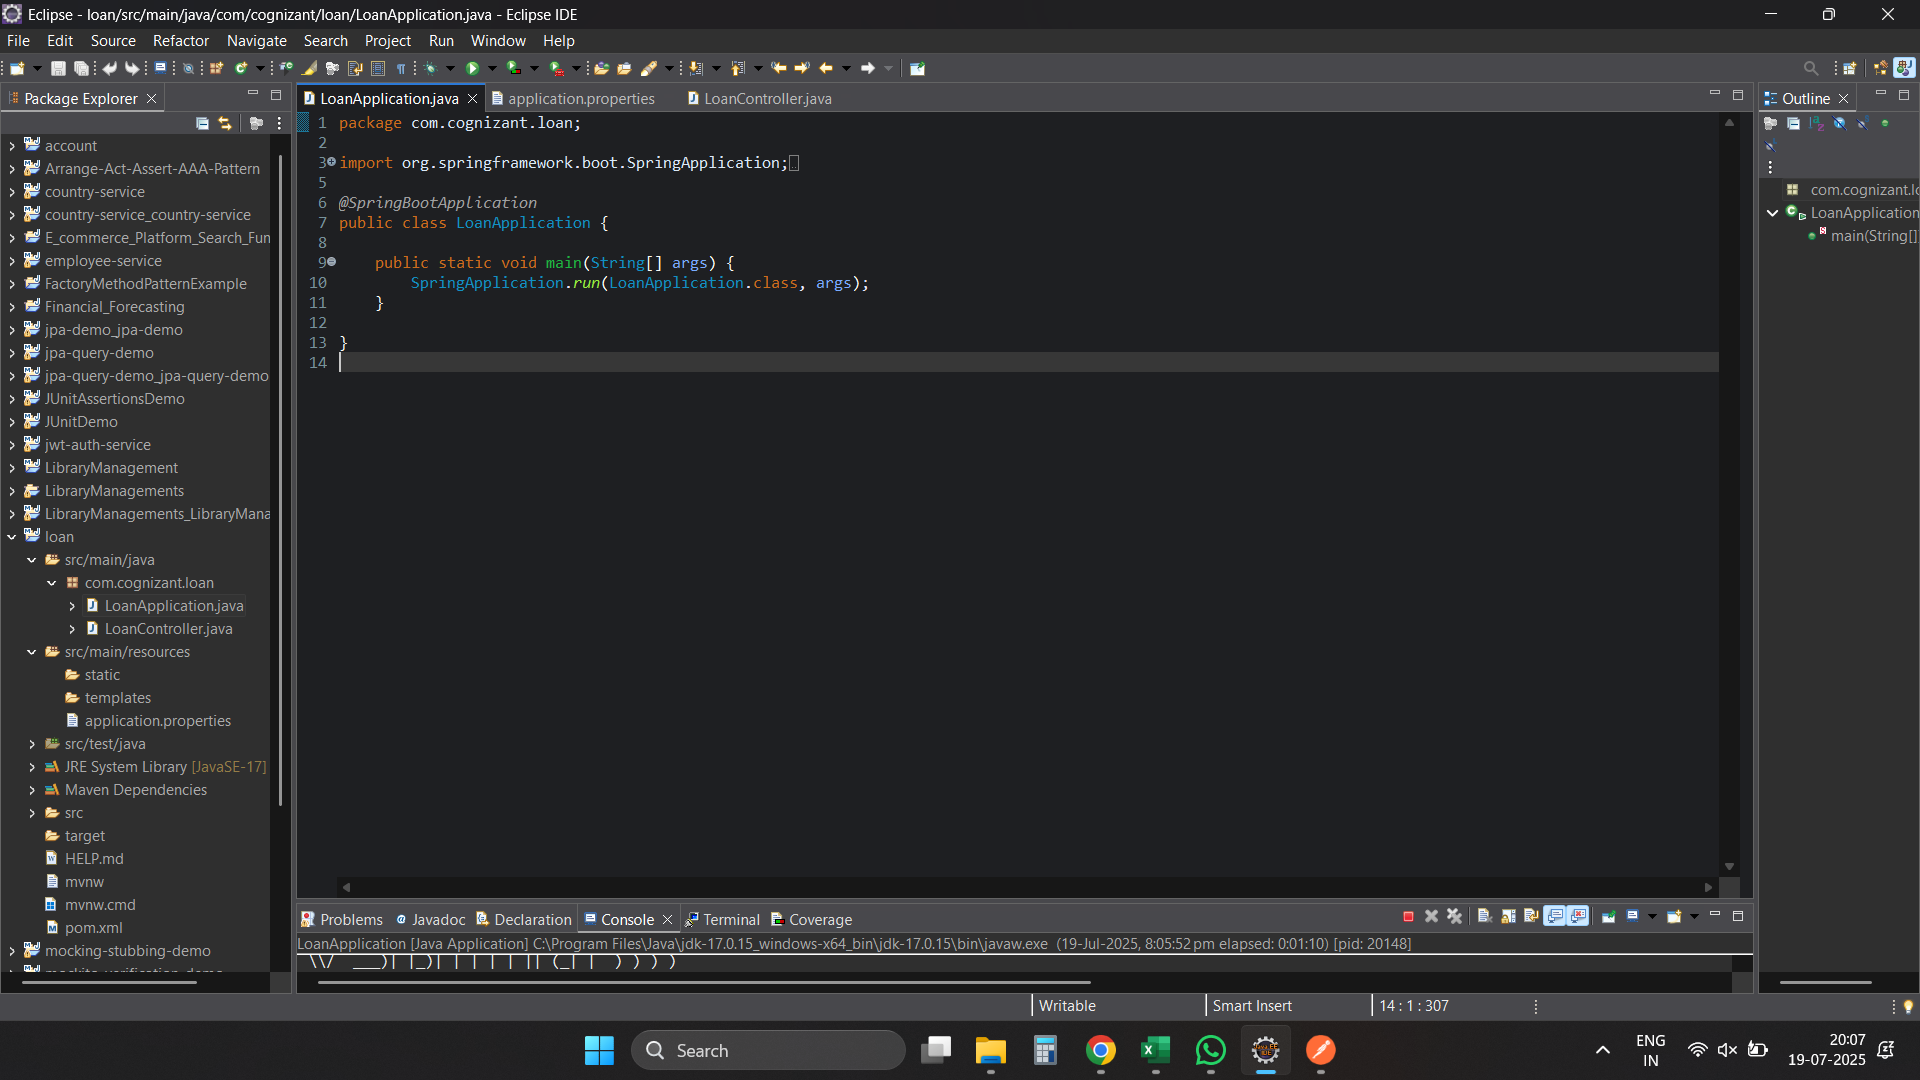 Eclipse - loan/src/main/java/com/cognizant/loan/LoanApplication.java - Eclipse IDE
File Edit Source Refactor Navigate Search Project Run Window Help
Package Explorer
account
Arrange-Act-Assert-AAA-Pattern
country-service
country-service_country-service
E_commerce_Platform_Search_Fun
employee-service
FactoryMethodPatternExample
Financial_Forecasting
jpa-demo_jpa-demo
jpa-query-demo
jpa-query-demo_jpa-query-demo
JUnitAssertionsDemo
JUnitDemo
jwt-auth-service
LibraryManagement
LibraryManagements
LibraryManagements_LibraryMana
loan
src/main/java
com.cognizant.loan
LoanApplication.java
LoanController.java
src/main/resources
static
templates
application.properties
src/test/java
JRE System Library [JavaSE-17]
Maven Dependencies
src
target
HELP.md
mvnw
mvnw.cmd
pom.xml
mocking-stubbing-demo
LoanApplication.java application.properties LoanController.java
1 package com.cognizant.loan;
2
3 import org.springframework.boot.SpringApplication;
5
6 @SpringBootApplication
7 public class LoanApplication {
8
9 public static void main(String[] args) {
10 SpringApplication.run(LoanApplication.class, args);
11 }
12
13 }
14
Outline
com.cognizant.lo
LoanApplication
main(String[]
Problems Javadoc Declaration Console Terminal Coverage
LoanApplication [Java Application] C:\Program Files\Java\jdk-17.0.15_windows-x64_bin\jdk-17.0.15\bin\javaw.exe (19-Jul-2025, 8:05:52 pm elapsed: 0:01:10) [pid: 20148]
\\/  ___)| |_)| | | | | || (_| |  ) ) ) )
Writable Smart Insert 14 : 1 : 307
Search
ENG
IN
20:07
19-07-2025